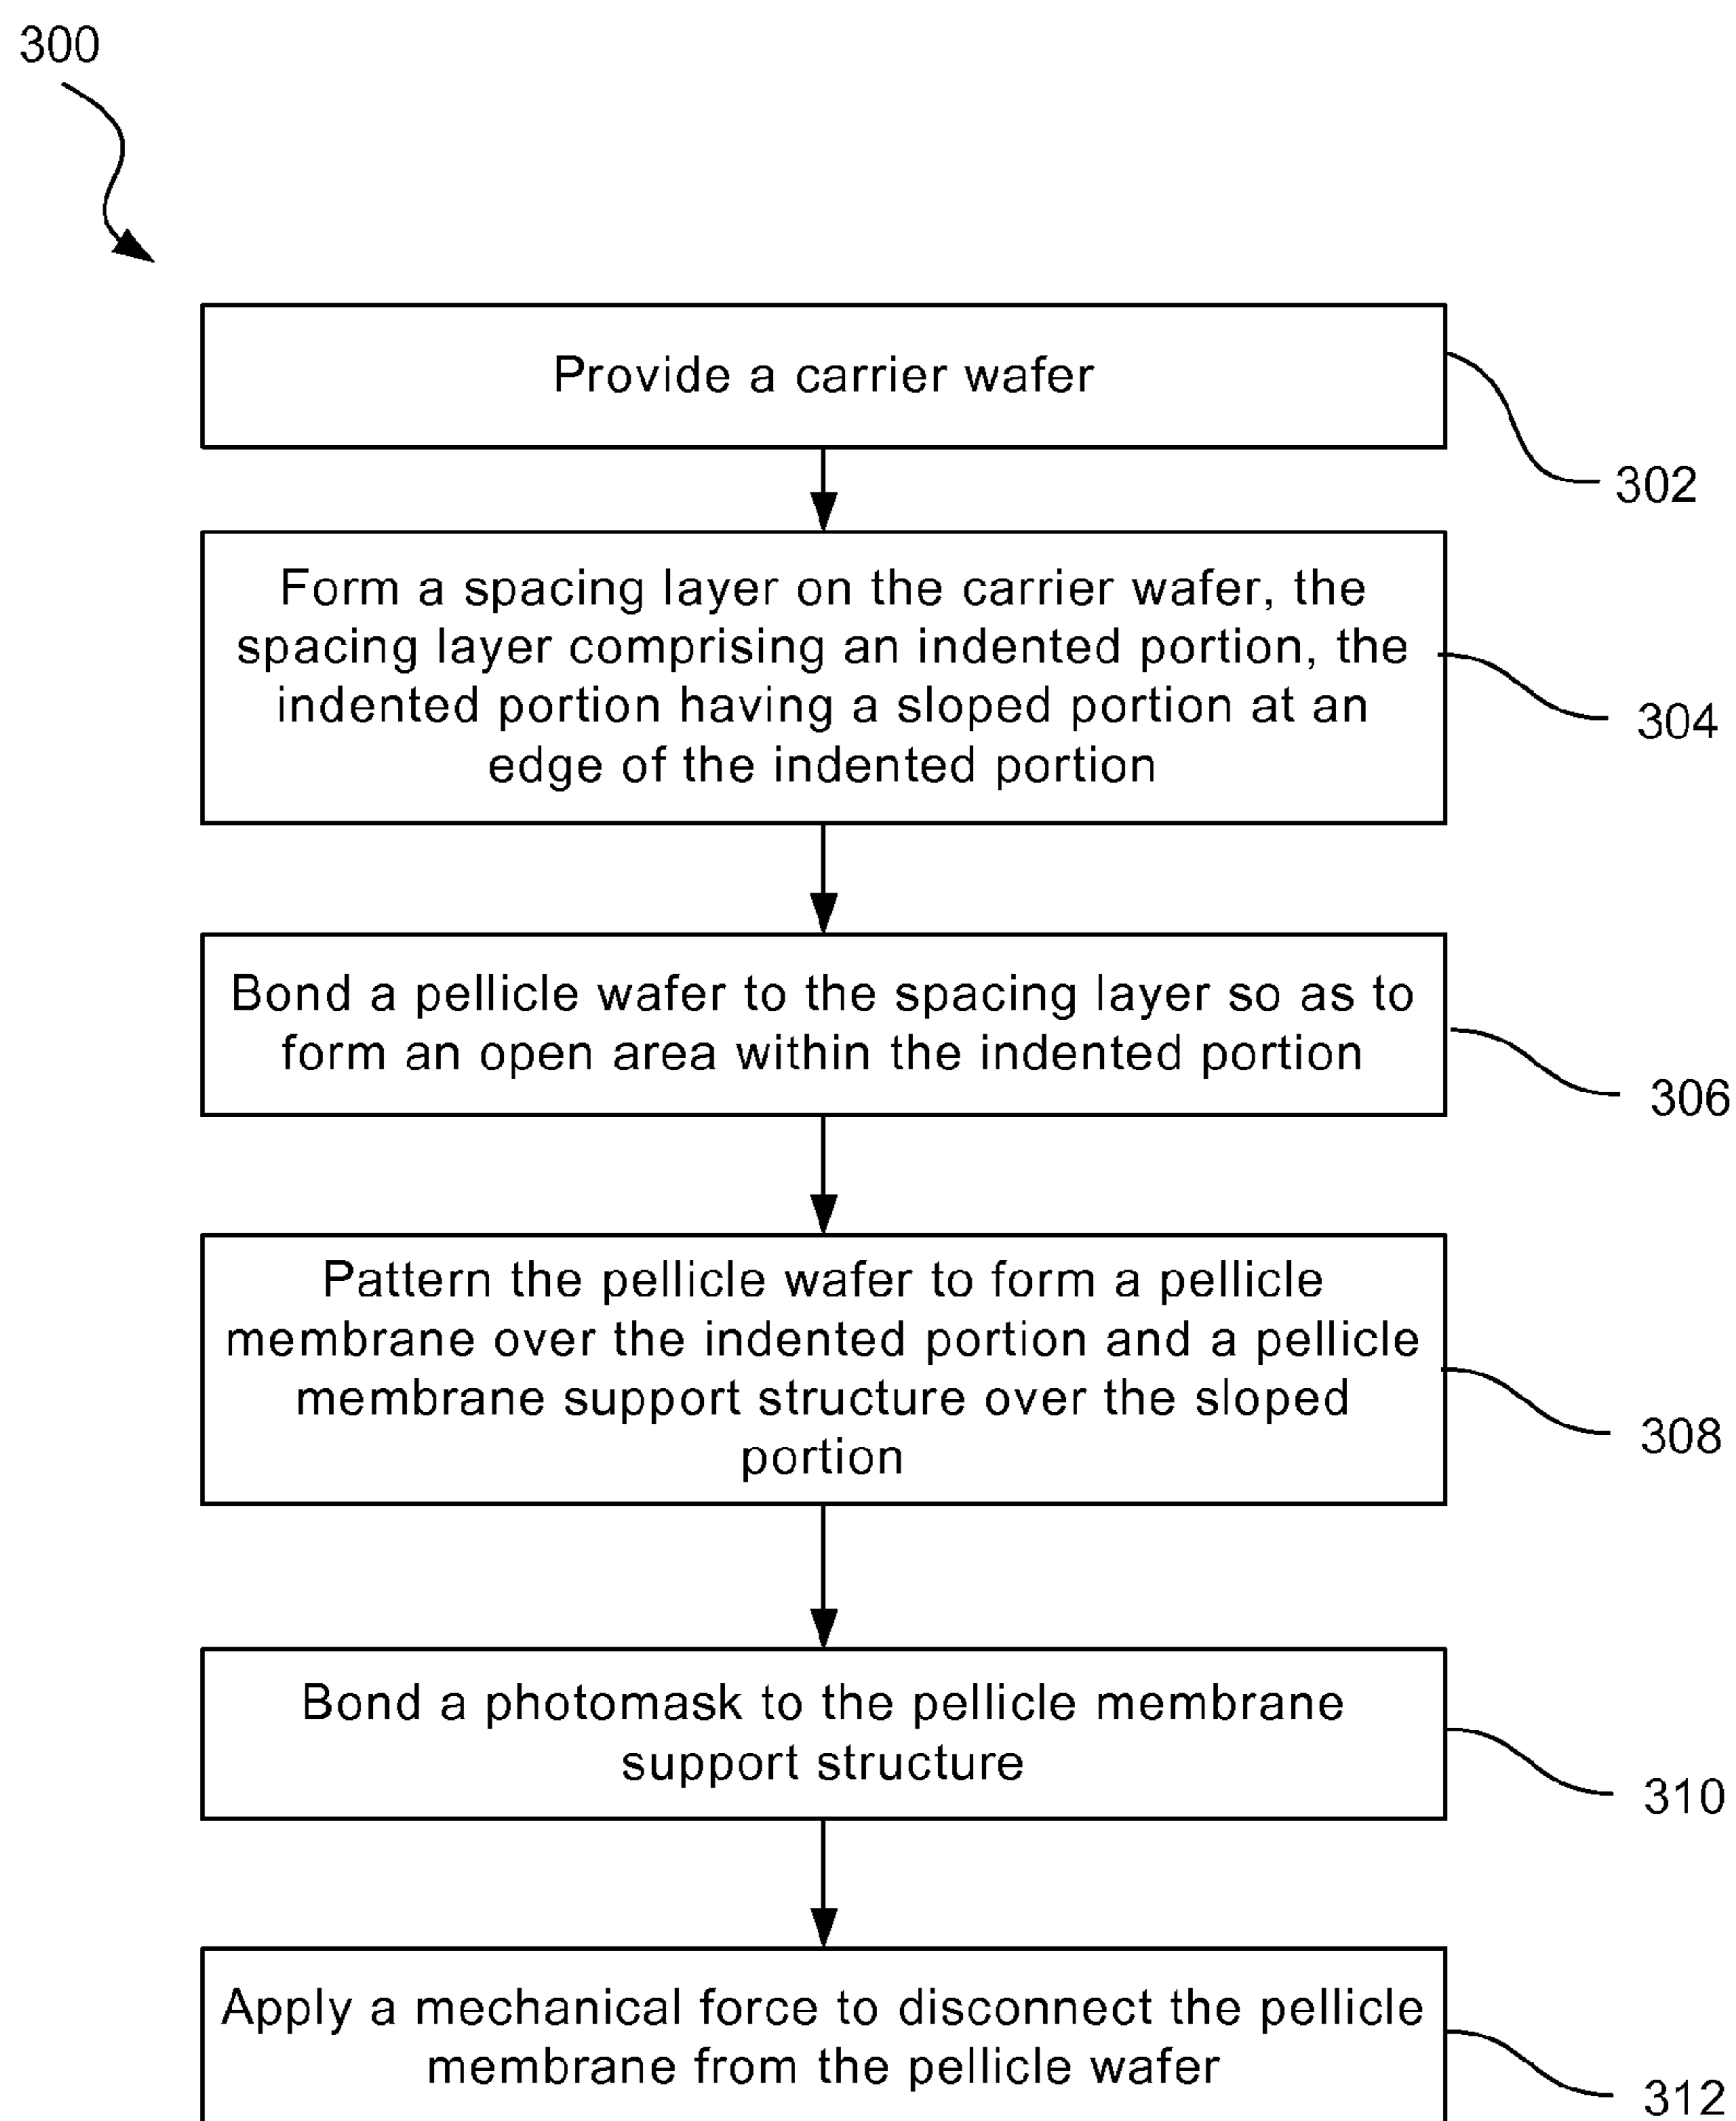 300
Provide a carrier wafer
302
Form a spacing layer on the carrier wafer, the
spacing layer comprising an indented portion, the
indented portion having a sloped portion at an
edge of the indented portion
304
Bond a pellicle wafer to the spacing layer so as to
form an open area within the indented portion
306
Pattern the pellicle wafer to form a pellicle
membrane over the indented portion and a pellicle
membrane support structure over the sloped
portion
308
Bond a photomask to the pellicle membrane
support structure
310
Apply a mechanical force to disconnect the pellicle
membrane from the pellicle wafer
312